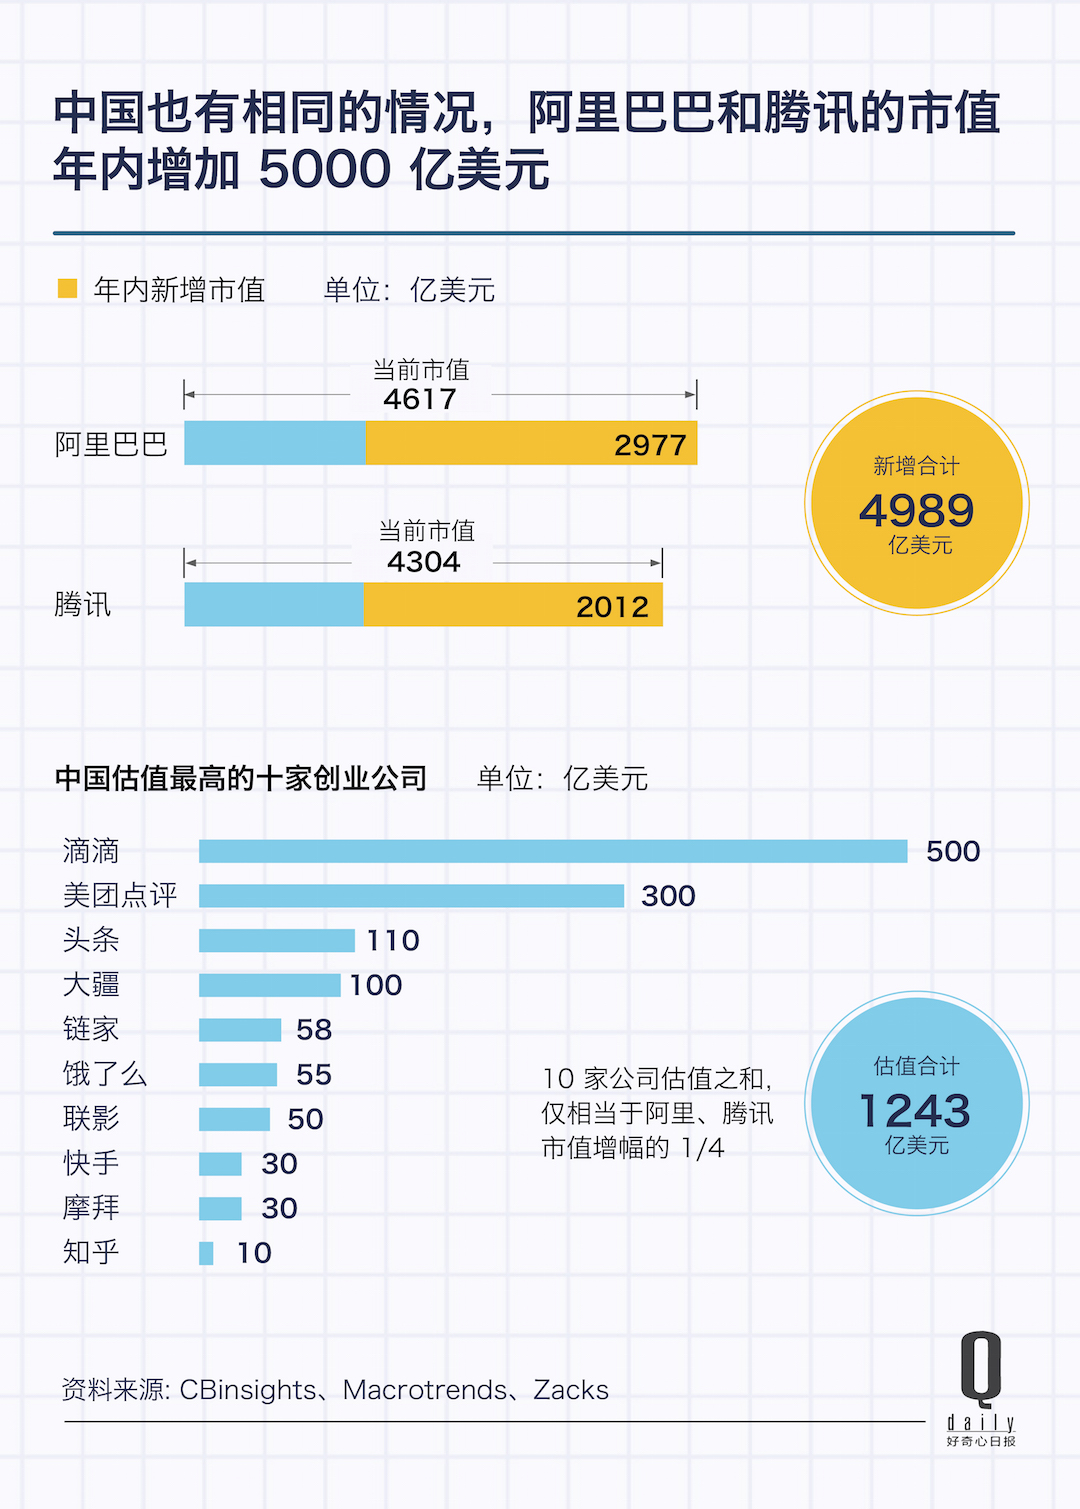 中国也有相同的情况，阿里巴巴和腾讯的市值
年内增加 5000 亿美元
年内新增市值 单位：亿美元
当前市值
4617
阿里巴巴 2977
当前市值
4304
腾讯 2012
新增合计
4989
亿美元
中国估值最高的十家创业公司 单位：亿美元
滴滴 500
美团点评 300
头条 110
大疆 100
链家 58
饿了么 55
联影 50
快手 30
摩拜 30
知乎 10
10 家公司估值之和，
仅相当于阿里、腾讯
市值增幅的 1/4
估值合计
1243
亿美元
资料来源: CBinsights、Macrotrends、Zacks
Q
daily
好奇心日报